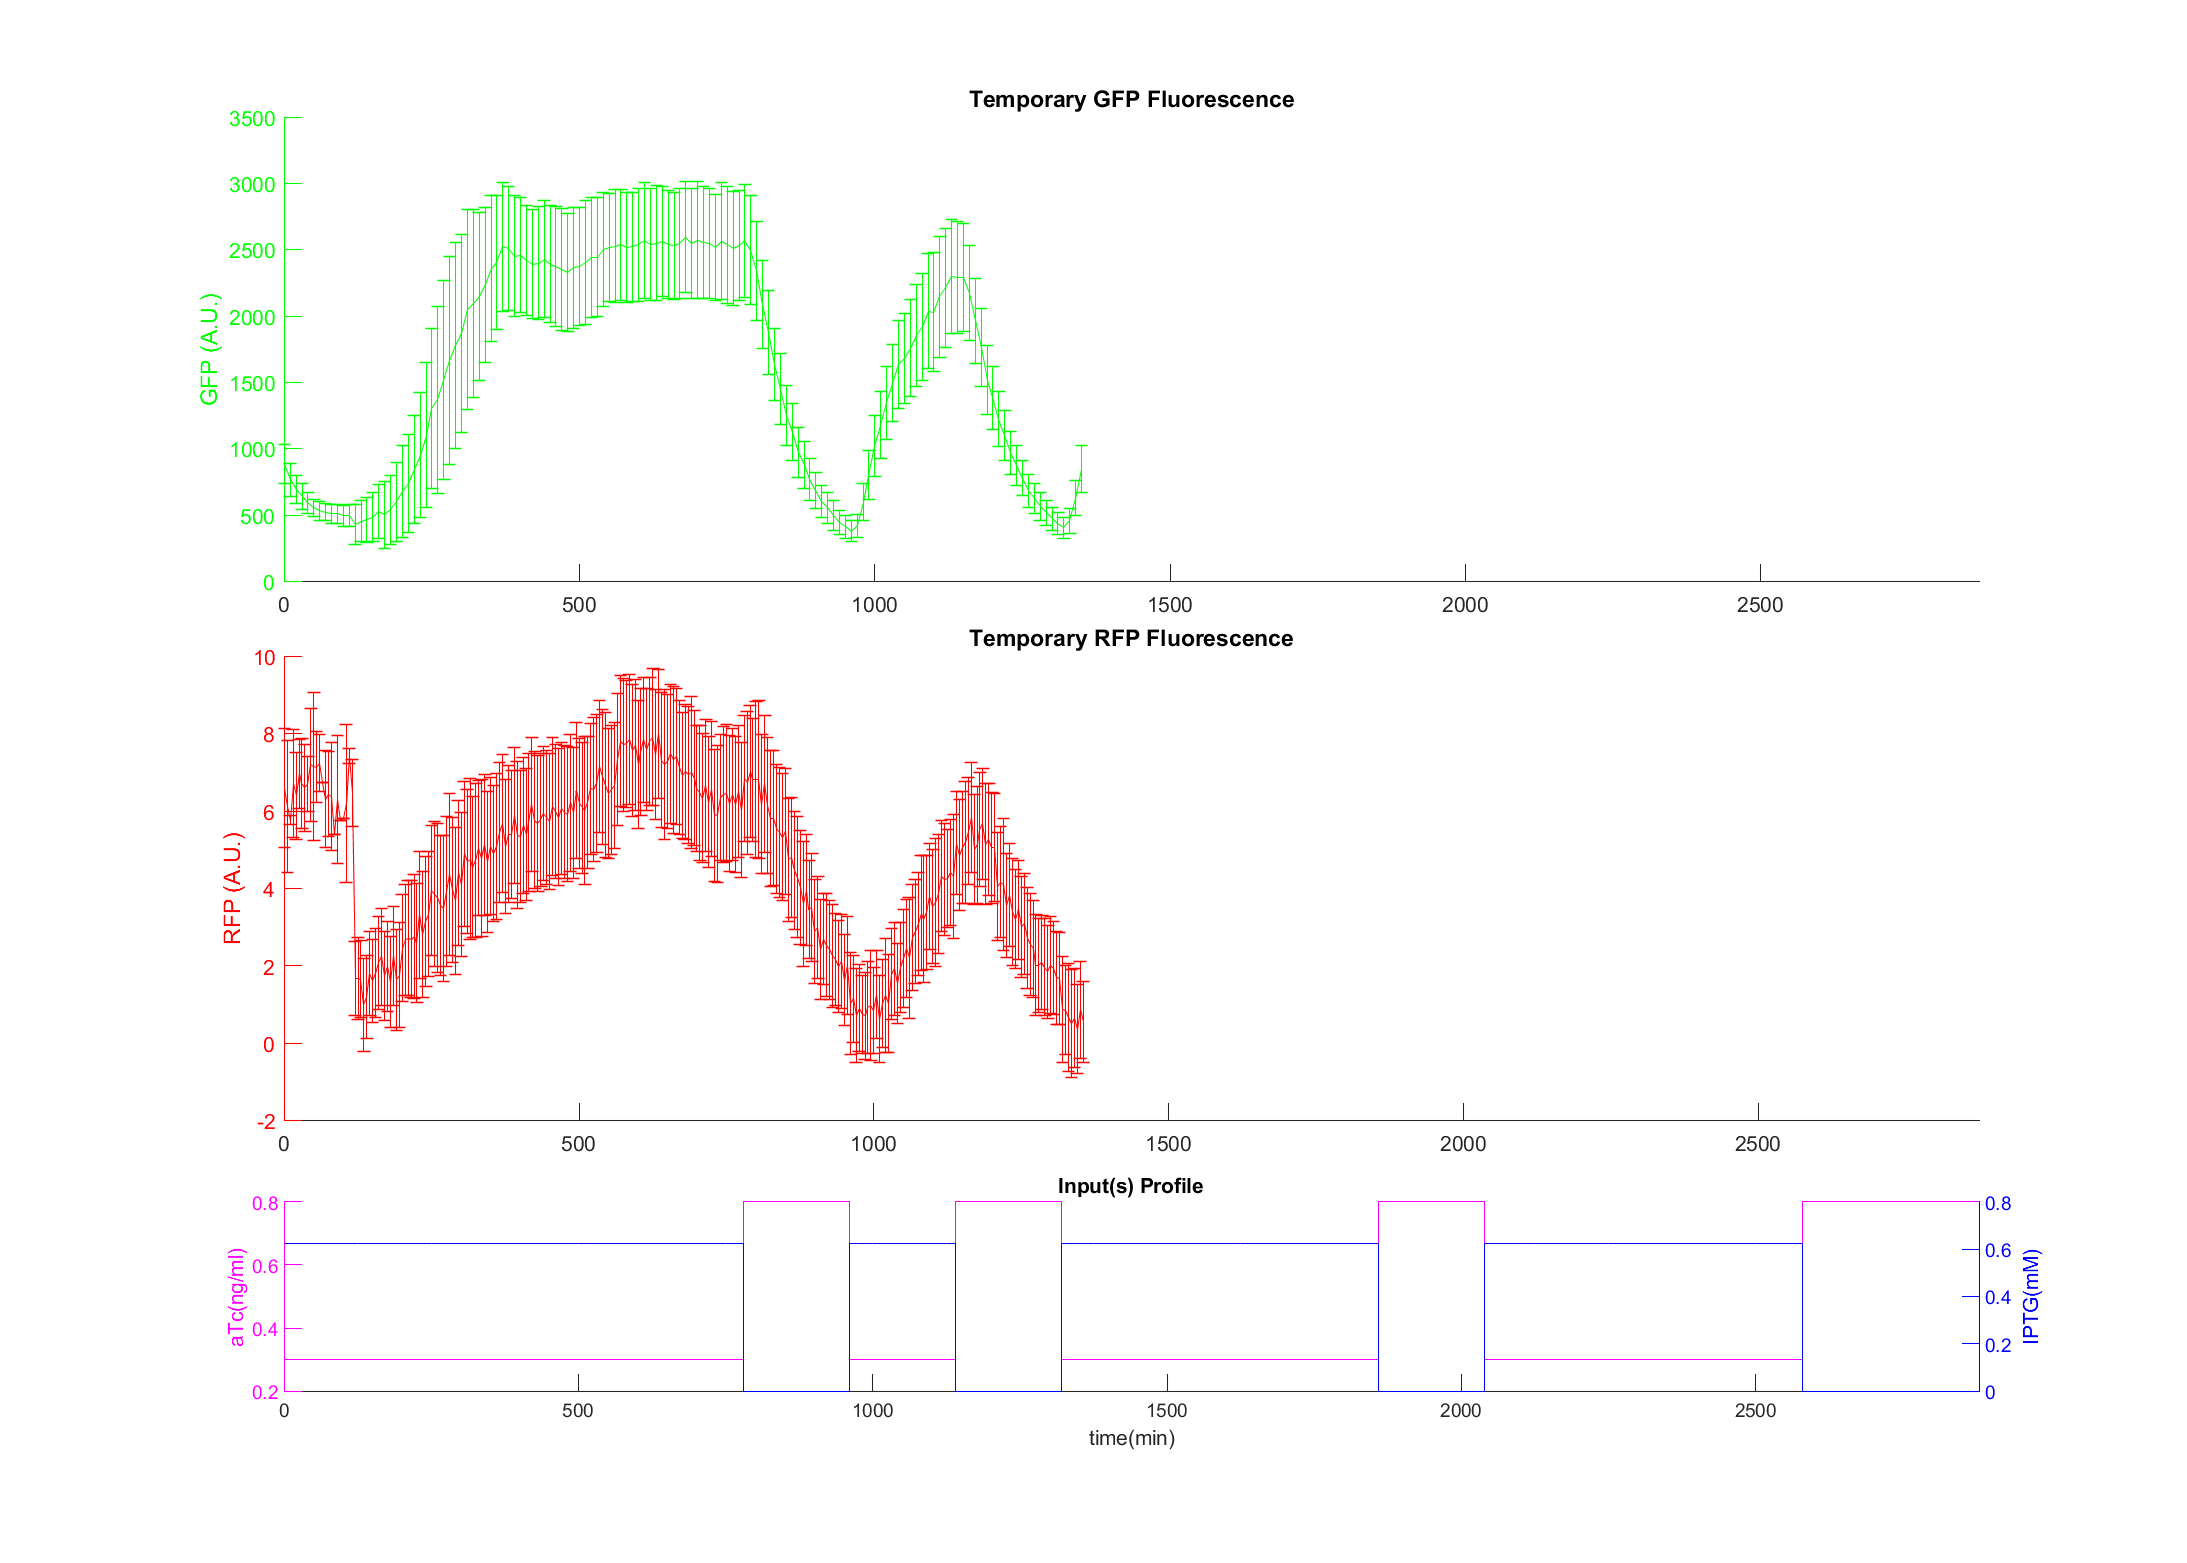 Temporary GFP Fluorescence
3500
3000
2500
2000
1500
1000
500
0
GFP (A.U.)
0 500 1000 1500 2000 2500
Temporary RFP Fluorescence
10
8
6
4
2
0
-2
RFP (A.U.)
0 500 1000 1500 2000 2500
Input(s) Profile
0.8
0.6
0.4
0.2
aTc(ng/ml)
0.8
0.6
0.4
0.2
0
IPTG(mM)
0 500 1000 1500 2000 2500
time(min)